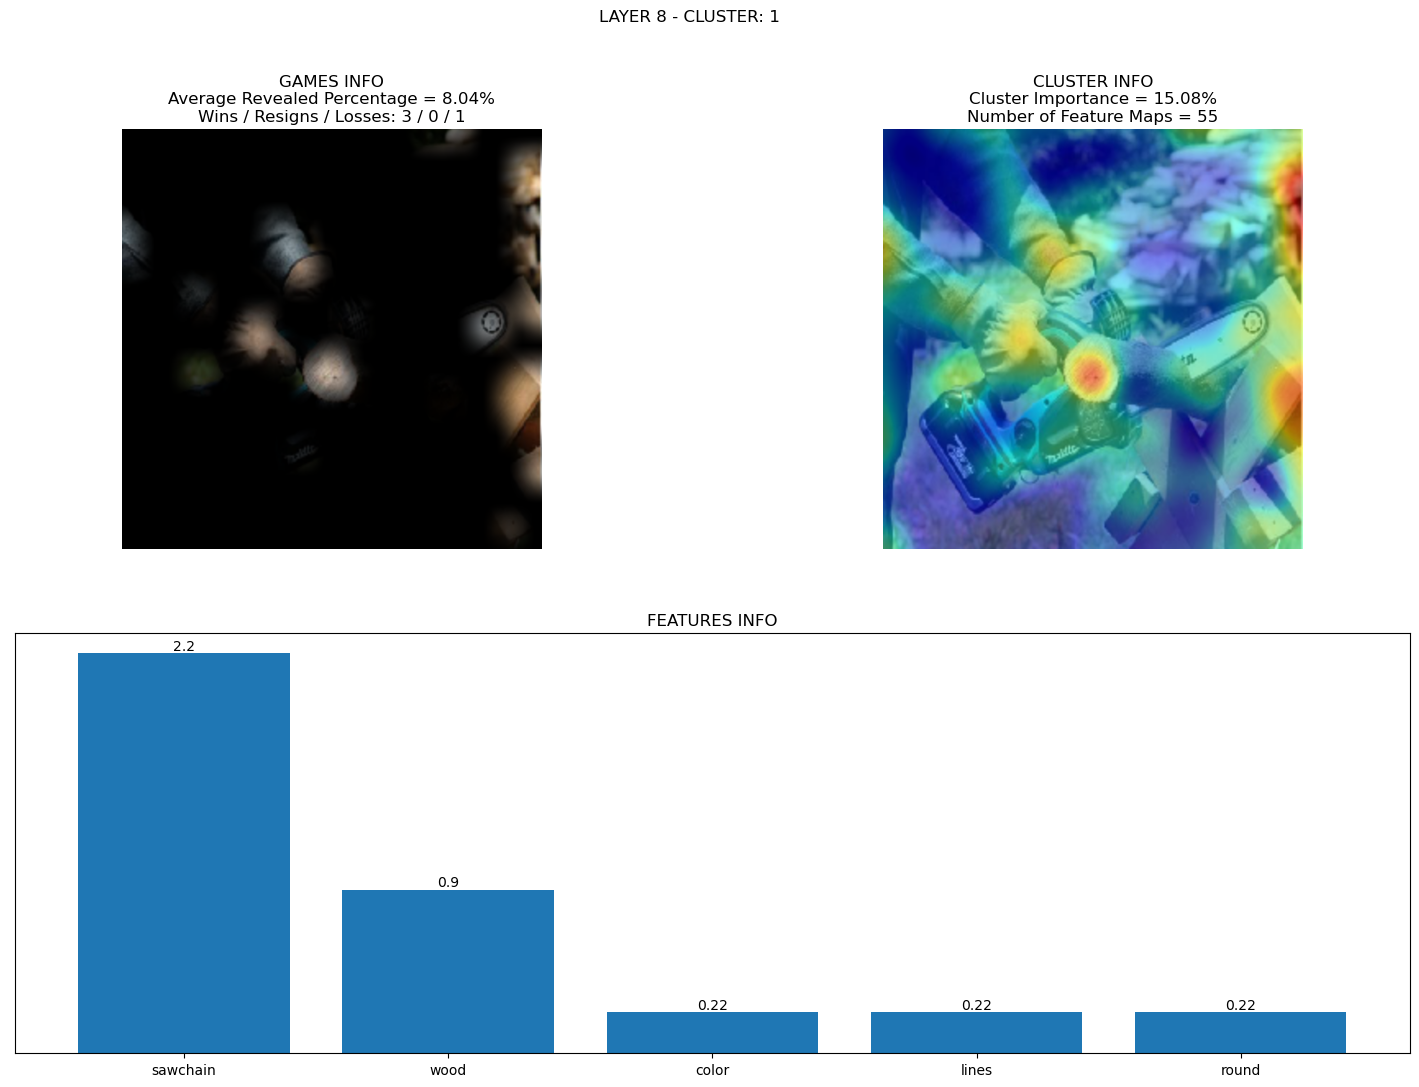 LAYER 8 - CLUSTER: 1
GAMES INFO
Average Revealed Percentage = 8.04%
Wins / Resigns / Losses: 3 / 0 / 1
CLUSTER INFO
Cluster Importance = 15.08%
Number of Feature Maps = 55
makita
FEATURES INFO
2.2
0.9
0.22
0.22
0.22
sawchain
wood
color
lines
round